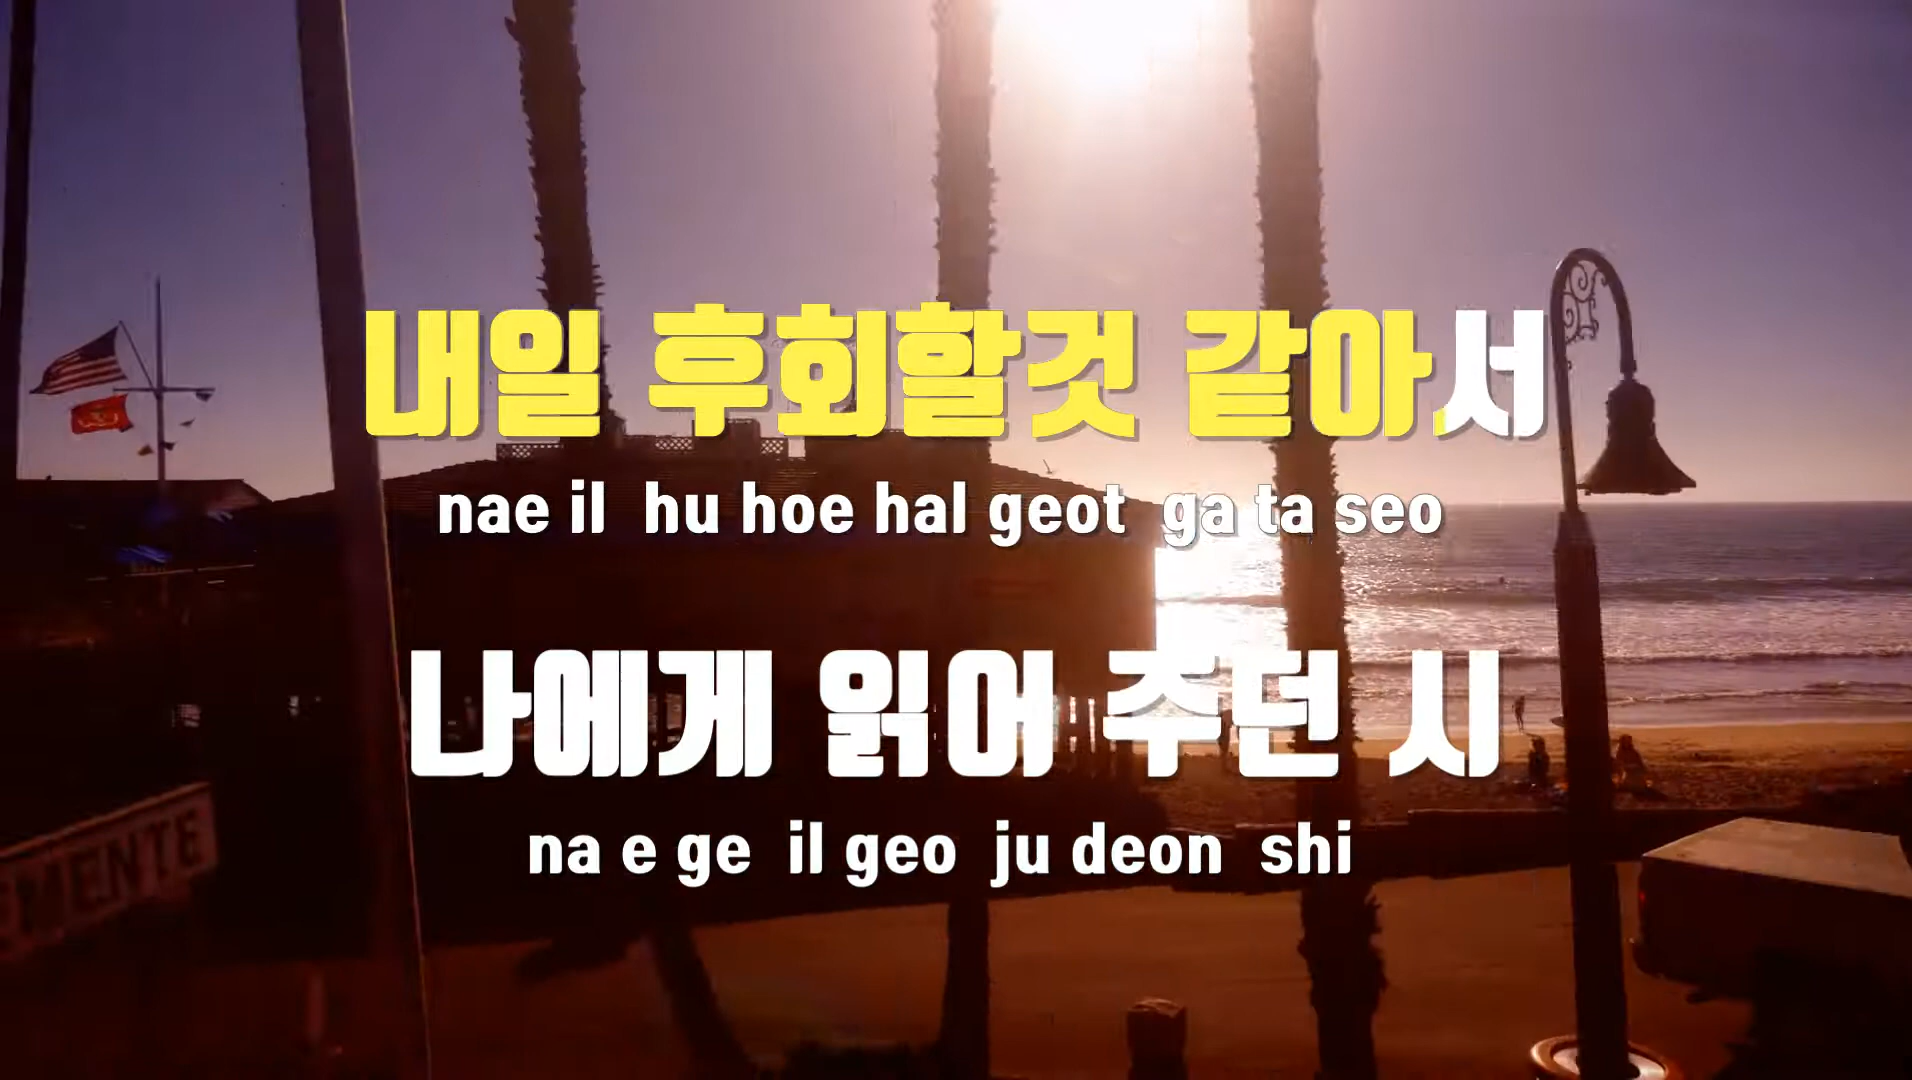 내일 후회할것 같아서
nae il hu hoe hal geot ga ta seo
나에게 읽어 주던 시
na e ge il geo ju deon shi
MENTE